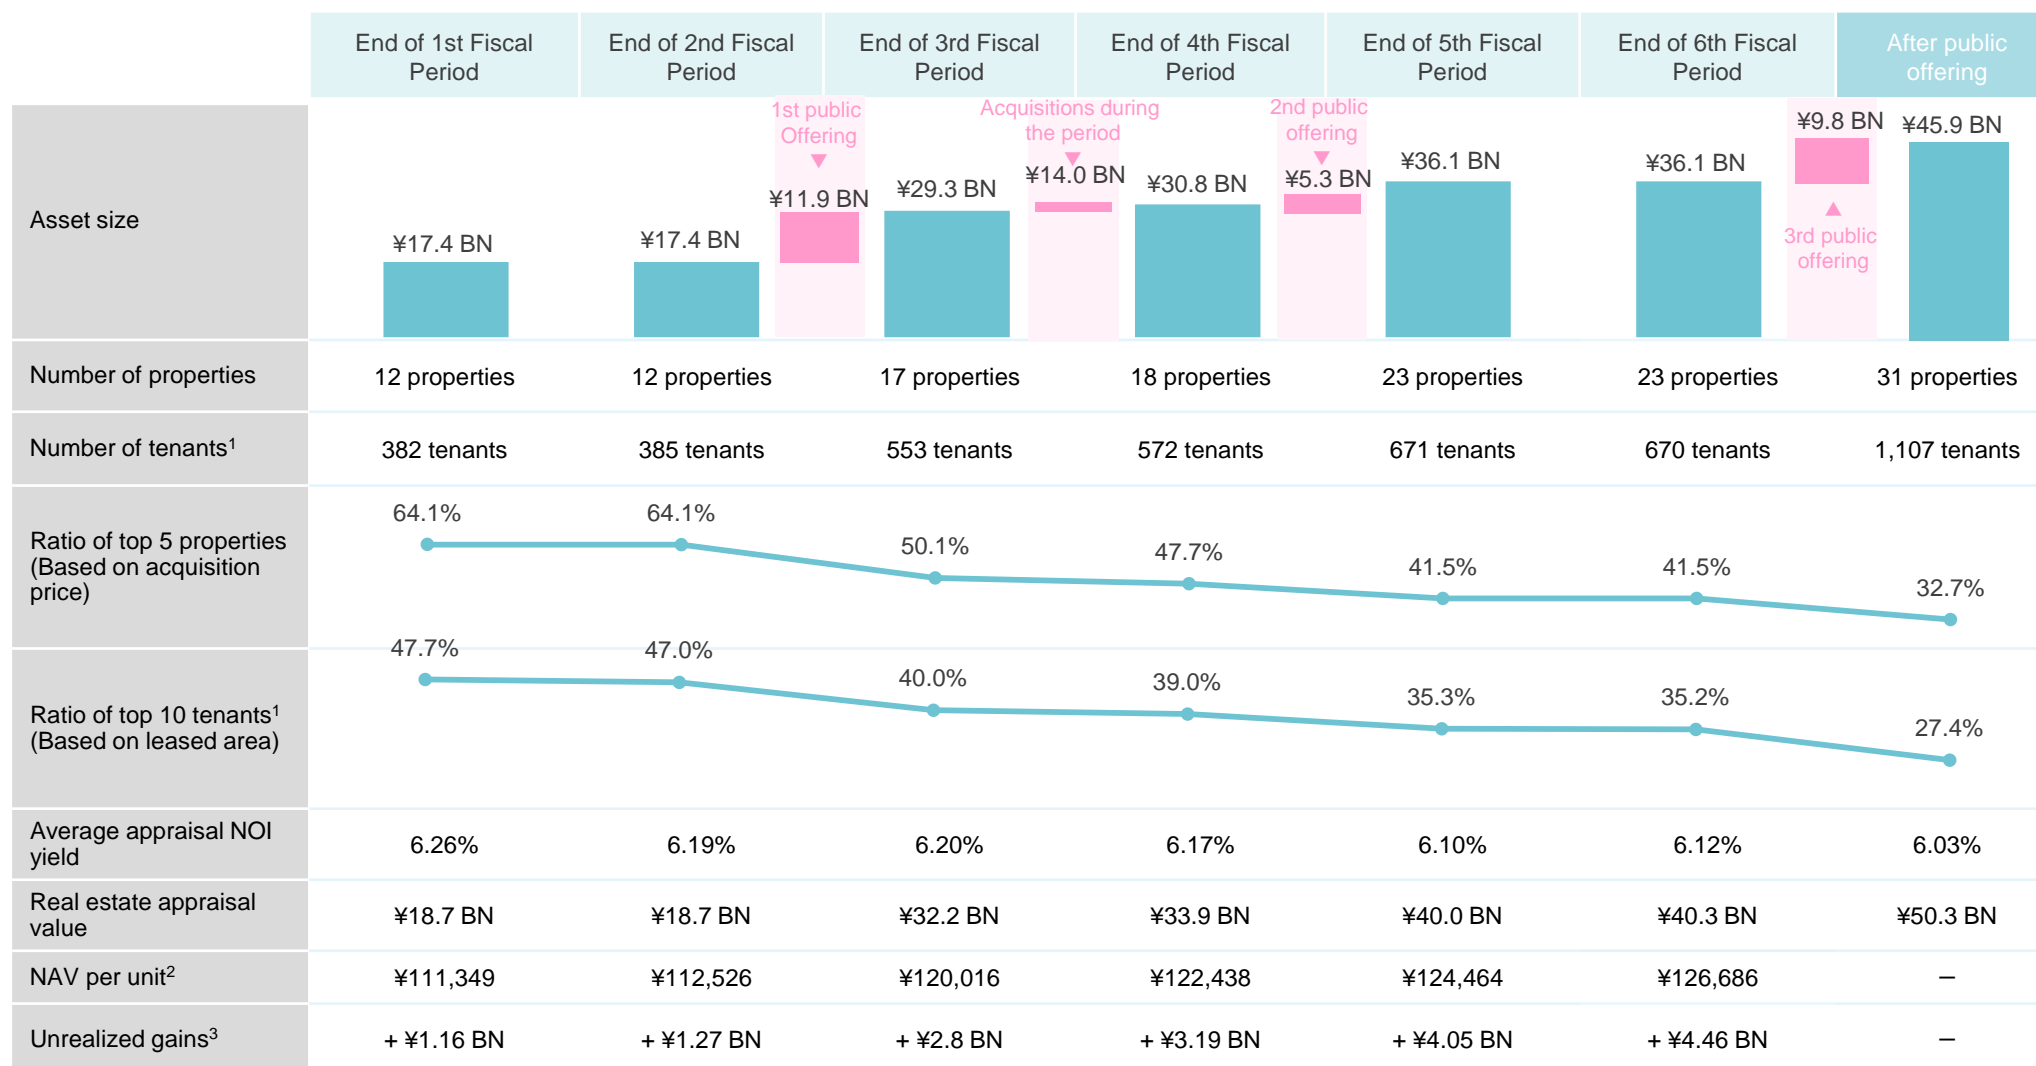 End of 1st Fiscal
Period
End of 2nd Fiscal
Period
End of 3rd Fiscal
Period
End of 4th Fiscal
Period
End of 5th Fiscal
Period
End of 6th Fiscal
Period
After public
offering
Asset size
¥17.4 BN
¥17.4 BN
1st public
Offering
▼
¥11.9 BN
¥29.3 BN
Acquisitions during
the period
▼
¥14.0 BN
¥30.8 BN
2nd public
offering
▼
¥5.3 BN
¥36.1 BN
¥36.1 BN
¥9.8 BN
▲
3rd public
offering
¥45.9 BN
Number of properties
12 properties
12 properties
17 properties
18 properties
23 properties
23 properties
31 properties
Number of tenants1
382 tenants
385 tenants
553 tenants
572 tenants
671 tenants
670 tenants
1,107 tenants
Ratio of top 5 properties
(Based on acquisition
price)
64.1%
64.1%
50.1%
47.7%
41.5%
41.5%
32.7%
Ratio of top 10 tenants1
(Based on leased area)
47.7%
47.0%
40.0%
39.0%
35.3%
35.2%
27.4%
Average appraisal NOI
yield
6.26%
6.19%
6.20%
6.17%
6.10%
6.12%
6.03%
Real estate appraisal
value
¥18.7 BN
¥18.7 BN
¥32.2 BN
¥33.9 BN
¥40.0 BN
¥40.3 BN
¥50.3 BN
NAV per unit2
¥111,349
¥112,526
¥120,016
¥122,438
¥124,464
¥126,686
–
Unrealized gains3
+ ¥1.16 BN
+ ¥1.27 BN
+ ¥2.8 BN
+ ¥3.19 BN
+ ¥4.05 BN
+ ¥4.46 BN
–